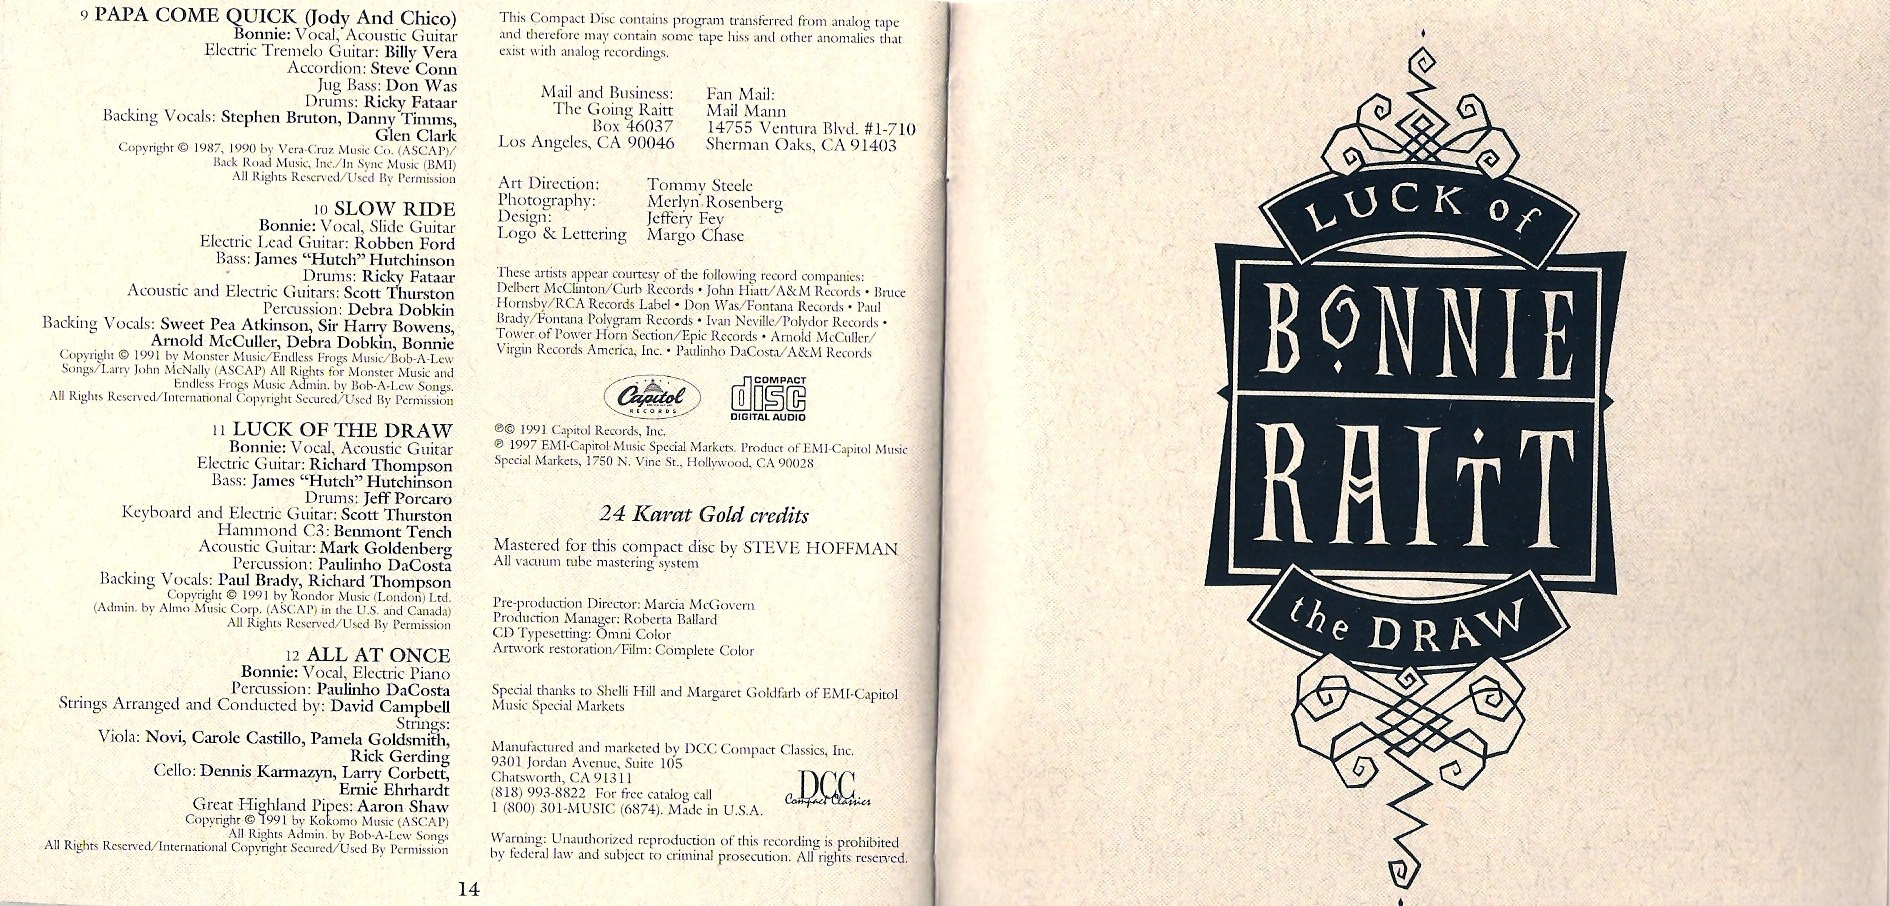 9 PAPA COME QUICK (Jody And Chico)
Bonnie: Vocal, Acoustic Guitar
Electric Tremelo Guitar: Billy Vera
Accordion: Steve Conn
Jug Bass: Don Was
Drums: Ricky Fataar
Backing Vocals: Stephen Bruton, Danny Timms,
Glen Clark
Copyright © 1987, 1990 by Vera-Cruz Music Co. (ASCAP)/
Back Road Music, Inc./In Sync Music (BMI)
All Rights Reserved/Used By Permission
10 SLOW RIDE
Bonnie: Vocal, Slide Guitar
Electric Lead Guitar: Robben Ford
Bass: James “Hutch” Hutchinson
Drums: Ricky Fataar
Acoustic and Electric Guitars: Scott Thurston
Percussion: Debra Dobkin
Backing Vocals: Sweet Pea Atkinson, Sir Harry Bowens,
Arnold McCuller, Debra Dobkin, Bonnie
Copyright © 1991 by Monster Music/Endless Frogs Music/Bob-A-Lew
Songs/Larry John McNally (ASCAP) All Rights for Monster Music and
Endless Frogs Music Admin. by Bob-A-Lew Songs.
All Rights Reserved/International Copyright Secured/Used By Permission
11 LUCK OF THE DRAW
Bonnie: Vocal, Acoustic Guitar
Electric Guitar: Richard Thompson
Bass: James “Hutch” Hutchinson
Drums: Jeff Porcaro
Keyboard and Electric Guitar: Scott Thurston
Hammond C3: Benmont Tench
Acoustic Guitar: Mark Goldenberg
Percussion: Paulinho DaCosta
Backing Vocals: Paul Brady, Richard Thompson
Copyright © 1991 by Rondor Music (London) Ltd.
(Admin. by Almo Music Corp. (ASCAP) in the U.S. and Canada)
All Rights Reserved/Used By Permission
12 ALL AT ONCE
Bonnie: Vocal, Electric Piano
Percussion: Paulinho DaCosta
Strings Arranged and Conducted by: David Campbell
Strings:
Viola: Novi, Carole Castillo, Pamela Goldsmith,
Rick Gerding
Cello: Dennis Karmazyn, Larry Corbett,
Ernie Ehrhardt
Great Highland Pipes: Aaron Shaw
Copyright © 1991 by Kokomo Music (ASCAP)
All Rights Admin. by Bob-A-Lew Songs
All Rights Reserved/International Copyright Secured/Used By Permission
14
This Compact Disc contains program transferred from analog tape
and therefore may contain some tape hiss and other anomalies that
exist with analog recordings.
Mail and Business:
The Going Raitt
Box 46037
Los Angeles, CA 90046
Fan Mail:
Mail Mann
14755 Ventura Blvd. #1-710
Sherman Oaks, CA 91403
Art Direction: Tommy Steele
Photography: Merlyn Rosenberg
Design: Jeffery Fey
Logo & Lettering Margo Chase
These artists appear courtesy of the following record companies:
Delbert McClinton/Curb Records • John Hiatt/A&M Records • Bruce
Hornsby/RCA Records Label • Don Was/Fontana Records • Paul
Brady/Fontana Polygram Records • Ivan Neville/Polydor Records •
Tower of Power Horn Section/Epic Records • Arnold McCuller/
Virgin Records America, Inc. • Paulinho DaCosta/A&M Records
Capitol
RECORDS
COMPACT
disc
DIGITAL AUDIO
℗© 1991 Capitol Records, Inc.
℗ 1997 EMI-Capitol Music Special Markets. Product of EMI-Capitol Music
Special Markets, 1750 N. Vine St., Hollywood, CA 90028
24 Karat Gold credits
Mastered for this compact disc by STEVE HOFFMAN
All vacuum tube mastering system
Pre-production Director: Marcia McGovern
Production Manager: Roberta Ballard
CD Typesetting: Omni Color
Artwork restoration/Film: Complete Color
Special thanks to Shelli Hill and Margaret Goldfarb of EMI-Capitol
Music Special Markets
Manufactured and marketed by DCC Compact Classics, Inc.
9301 Jordan Avenue, Suite 105
Chatsworth, CA 91311
(818) 993-8822 For free catalog call
1 (800) 301-MUSIC (6874). Made in U.S.A.
DCC
Compact Classics
Warning: Unauthorized reproduction of this recording is prohibited
by federal law and subject to criminal prosecution. All rights reserved.
LUCK of
BONNIE
RAITT
the DRAW